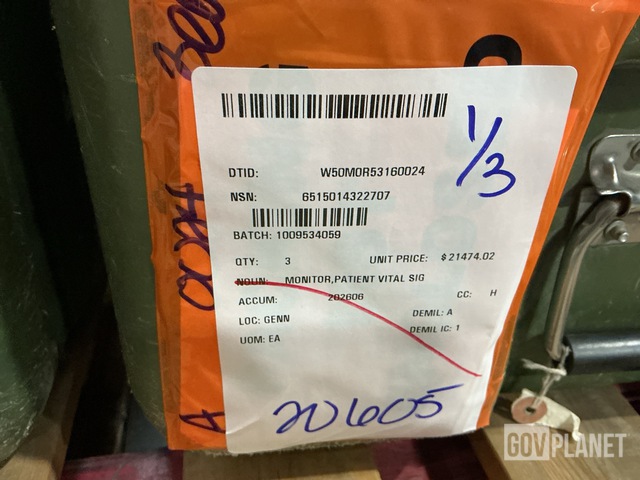 1/3
DTID: W50M0R53160024
NSN: 6515014322707
BATCH: 1009534059
QTY: 3 UNIT PRICE: $21474.02
NOUN: MONITOR,PATIENT VITAL SIG
ACCUM: 202606 CC: H
LOC: GENN DEMIL: A
UOM: EA DEMIL IC: 1
20605
A
GOVPLANET